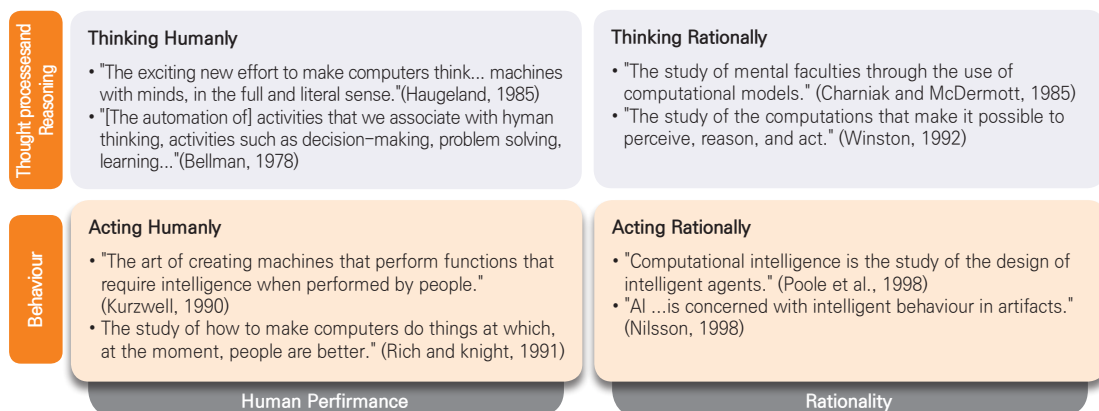 Thought processesand
Reasoning
Thinking Humanly
• "The exciting new effort to make computers think... machines
with minds, in the full and literal sense."(Haugeland, 1985)
• "[The automation of] activities that we associate with hyman
thinking, activities such as decision-making, problem solving,
learning..."(Bellman, 1978)
Thinking Rationally
• "The study of mental faculties through the use of
computational models." (Charniak and McDermott, 1985)
• "The study of the computations that make it possible to
perceive, reason, and act." (Winston, 1992)
Behaviour
Acting Humanly
• "The art of creating machines that perform functions that
require intelligence when performed by people."
(Kurzwell, 1990)
• The study of how to make computers do things at which,
at the moment, people are better." (Rich and knight, 1991)
Acting Rationally
• "Computational intelligence is the study of the design of
intelligent agents." (Poole et al., 1998)
• "AI ...is concerned with intelligent behaviour in artifacts."
(Nilsson, 1998)
Human Perfirmance
Rationality